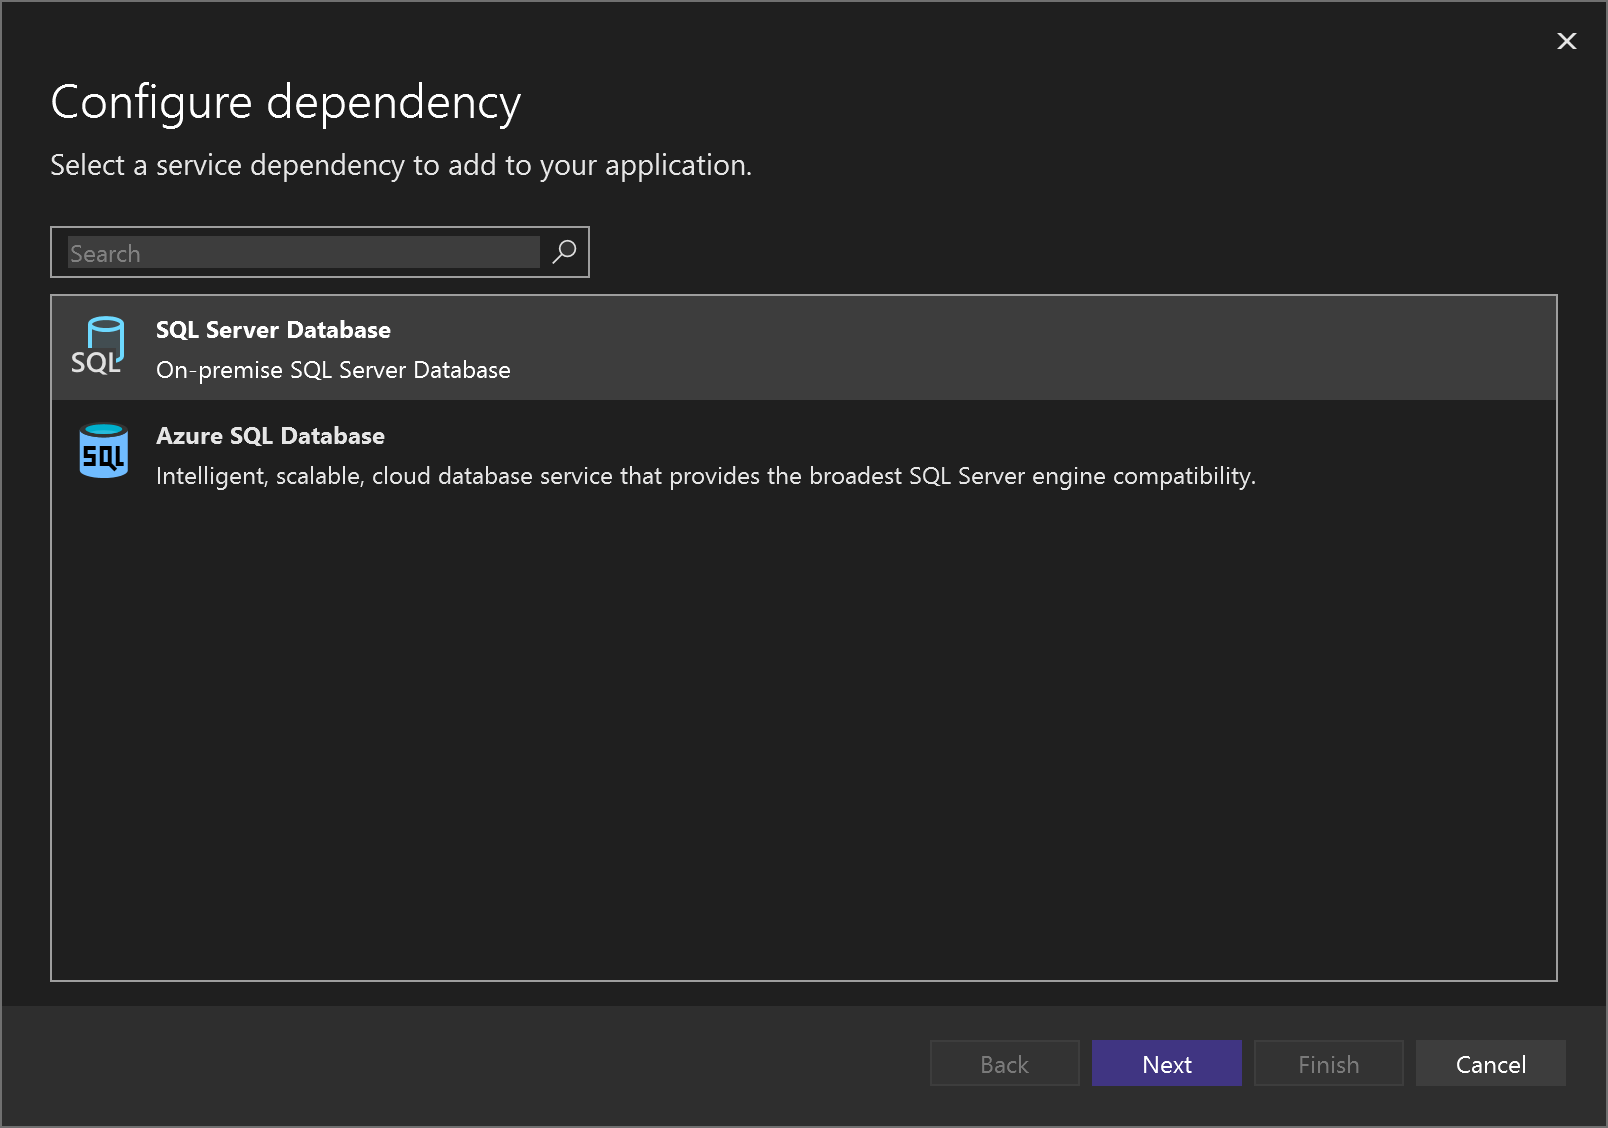 Configure dependency
Select a service dependency to add to your application.
Search
SQL
SQL Server Database
On-premise SQL Server Database
SQL
Azure SQL Database
Intelligent, scalable, cloud database service that provides the broadest SQL Server engine compatibility.
Back Next Finish Cancel